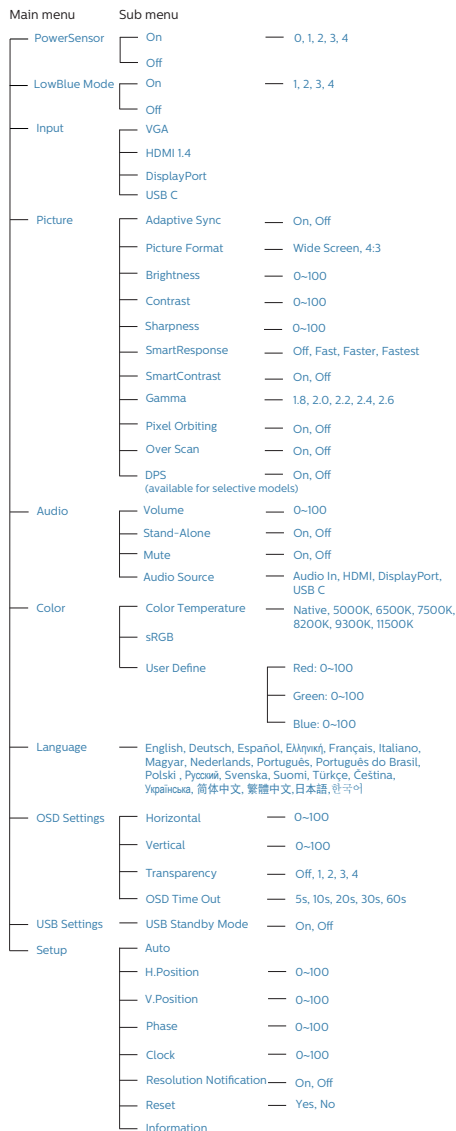 Main menu Sub menu
PowerSensor On 0, 1, 2, 3, 4
Off
LowBlue Mode On 1, 2, 3, 4
Off
Input VGA
HDMI 1.4
DisplayPort
USB C
Picture Adaptive Sync On, Off
Picture Format Wide Screen, 4:3
Brightness 0~100
Contrast 0~100
Sharpness 0~100
SmartResponse Off, Fast, Faster, Fastest
SmartContrast On, Off
Gamma 1.8, 2.0, 2.2, 2.4, 2.6
Pixel Orbiting On, Off
Over Scan On, Off
DPS On, Off
(available for selective models)
Audio Volume 0~100
Stand-Alone On, Off
Mute On, Off
Audio Source Audio In, HDMI, DisplayPort,
USB C
Color Color Temperature Native, 5000K, 6500K, 7500K,
8200K, 9300K, 11500K
sRGB
User Define Red: 0~100
Green: 0~100
Blue: 0~100
Language English, Deutsch, Español, Ελληνική, Français, Italiano,
Magyar, Nederlands, Português, Português do Brasil,
Polski , Русский, Svenska, Suomi, Türkçe, Čeština,
Українська, 简体中文, 繁體中文,日本語,한국어
OSD Settings Horizontal 0~100
Vertical 0~100
Transparency Off, 1, 2, 3, 4
OSD Time Out 5s, 10s, 20s, 30s, 60s
USB Settings USB Standby Mode On, Off
Setup Auto
H.Position 0~100
V.Position 0~100
Phase 0~100
Clock 0~100
Resolution Notification On, Off
Reset Yes, No
Information